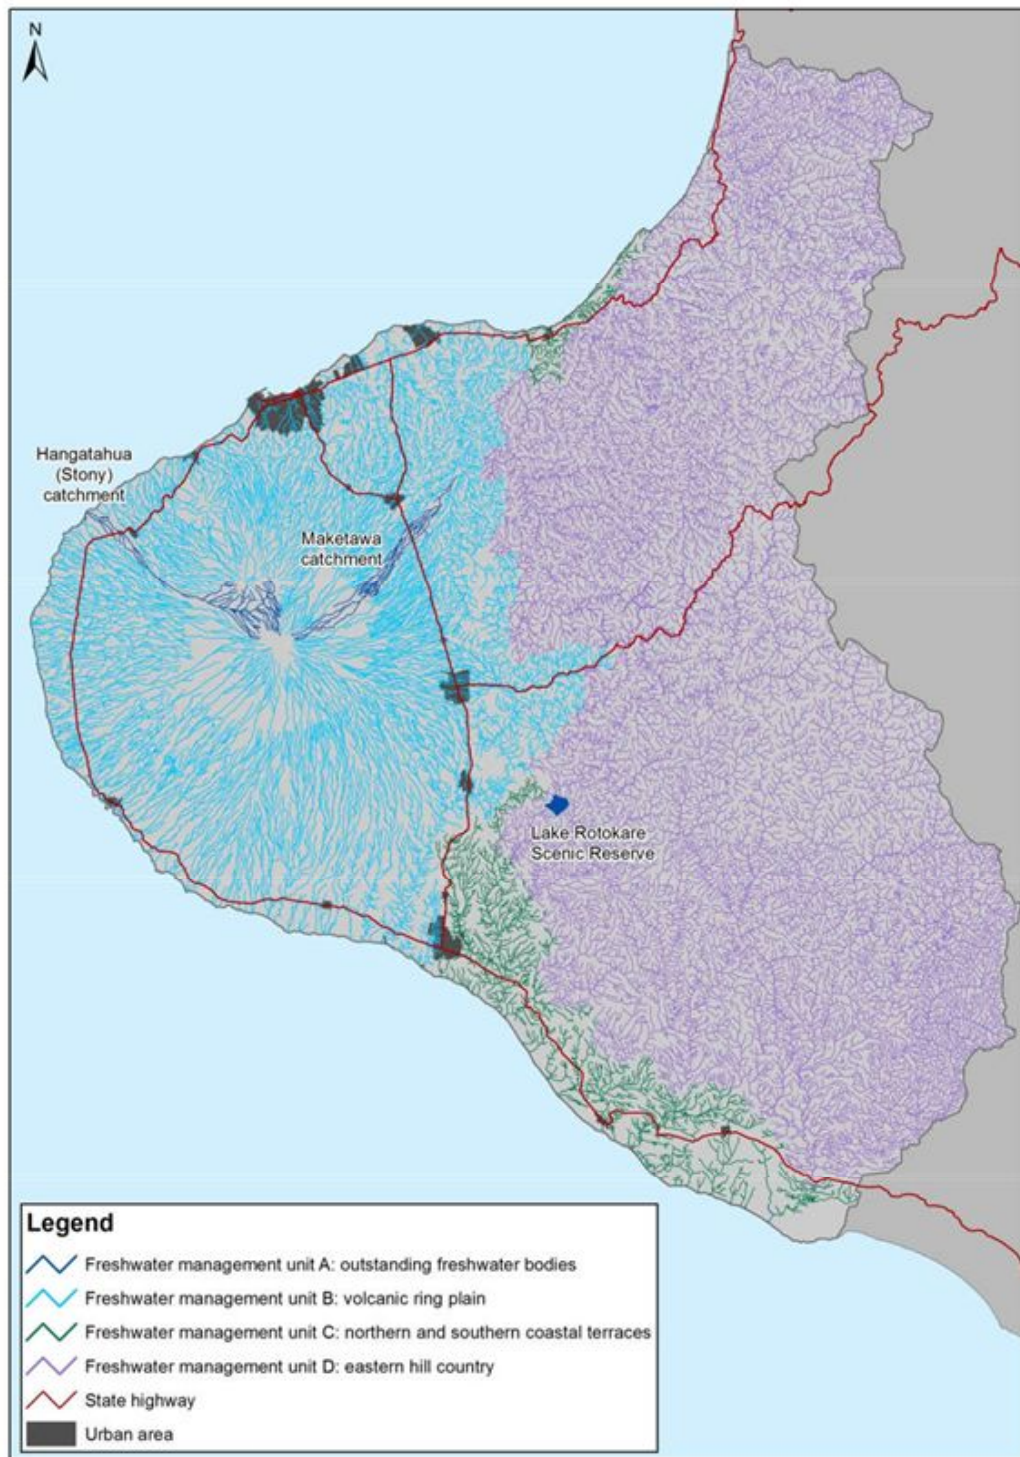 N
Hangatahua
(Stony)
catchment
Maketawa
catchment
Lake Rotokare
Scenic Reserve
Legend
Freshwater management unit A: outstanding freshwater bodies
Freshwater management unit B: volcanic ring plain
Freshwater management unit C: northern and southern coastal terraces
Freshwater management unit D: eastern hill country
State highway
Urban area